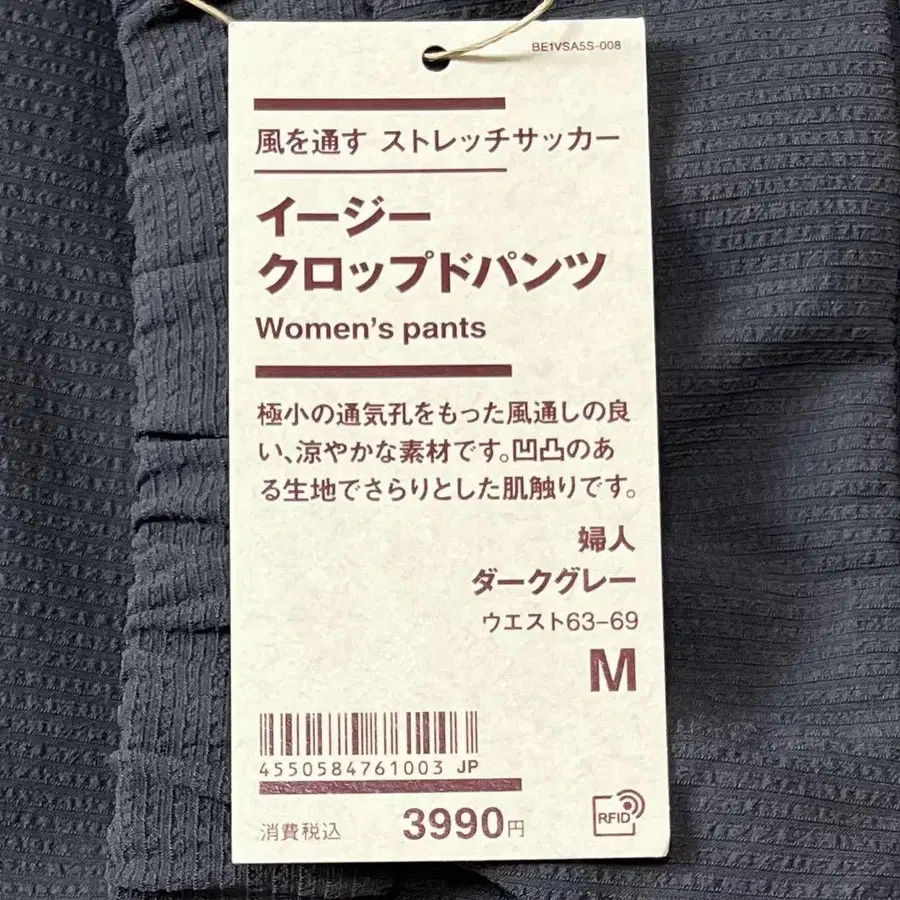 BE1VSA5S-008
風を通す ストレッチサッカー
イージー
クロップドパンツ
Women's pants
極小の通気孔をもった風通しの良
い、涼やかな素材です。凹凸のあ
る生地でさらりとした肌触りです。
婦人
ダークグレー
ウエスト63-69
M
4550584761003 JP
消費税込 3990円
RFID